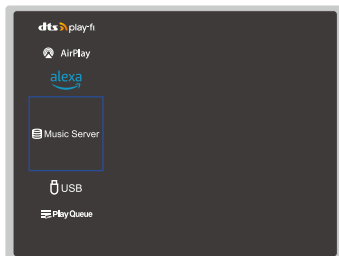 dts play-fi
AirPlay
alexa
Music Server
USB
Play Queue